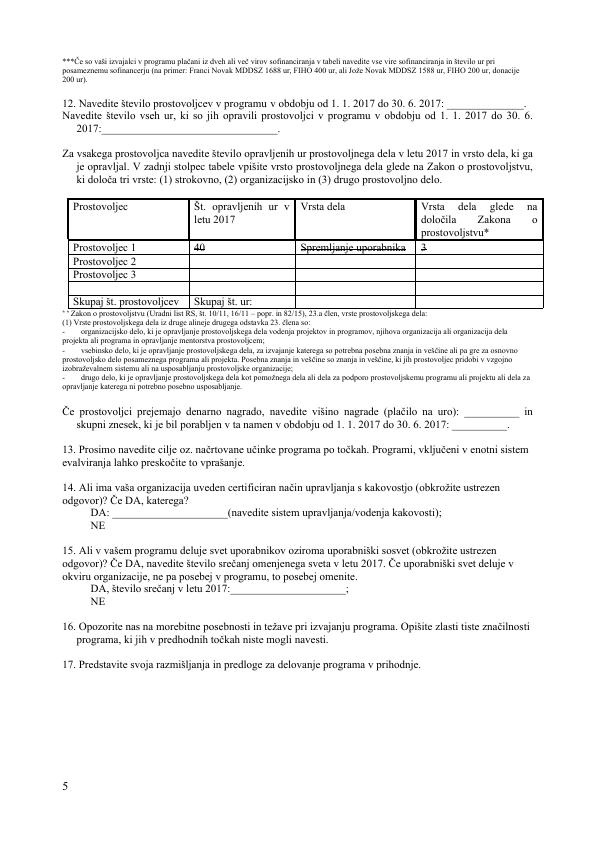 ***Če so vaši izvajalci v programu plačani iz dveh ali več virov sofinanciranja v tabeli navedite vse vire sofinanciranja in število ur pri
posameznemu sofinancerju (na primer: Franci Novak MDDSZ 1688 ur, FIHO 400 ur, ali Jože Novak MDDSZ 1588 ur, FIHO 200 ur, donacije
200 ur).
12. Navedite število prostovoljcev v programu v obdobju od 1. 1. 2017 do 30. 6. 2017: ______________.
Navedite število vseh ur, ki so jih opravili prostovoljci v programu v obdobju od 1. 1. 2017 do 30. 6.
2017:________________________________.
Za vsakega prostovoljca navedite število opravljenih ur prostovoljnega dela v letu 2017 in vrsto dela, ki ga
je opravljal. V zadnji stolpec tabele vpišite vrsto prostovoljnega dela glede na Zakon o prostovoljstvu,
ki določa tri vrste: (1) strokovno, (2) organizacijsko in (3) drugo prostovoljno delo.
Prostovoljec Št. opravljenih ur v Vrsta dela Vrsta dela glede na
letu 2017 določila Zakona o
prostovoljstvu*
Prostovoljec 1 40 Spremljanje uporabnika 3
Prostovoljec 2
Prostovoljec 3
Skupaj št. prostovoljcev Skupaj št. ur:
**Zakon o prostovoljstvu (Uradni list RS, št. 10/11, 16/11 – popr. in 82/15), 23.a člen, vrste prostovoljskega dela:
(1) Vrste prostovoljskega dela iz druge alineje drugega odstavka 23. člena so:
- organizacijsko delo, ki je opravljanje prostovoljskega dela vodenja projektov in programov, njihova organizacija ali organizacija dela
projekta ali programa in opravljanje mentorstva prostovoljcem;
- vsebinsko delo, ki je opravljanje prostovoljskega dela, za izvajanje katerega so potrebna posebna znanja in veščine ali pa gre za osnovno
prostovoljsko delo posameznega programa ali projekta. Posebna znanja in veščine so znanja in veščine, ki jih prostovoljec pridobi v vzgojno
izobraževalnem sistemu ali na usposabljanju prostovoljske organizacije;
- drugo delo, ki je opravljanje prostovoljskega dela kot pomožnega dela ali dela za podporo prostovoljskemu programu ali projektu ali dela za
opravljanje katerega ni potrebno posebno usposabljanje.
Če prostovoljci prejemajo denarno nagrado, navedite višino nagrade (plačilo na uro): __________ in
skupni znesek, ki je bil porabljen v ta namen v obdobju od 1. 1. 2017 do 30. 6. 2017: __________.
13. Prosimo navedite cilje oz. načrtovane učinke programa po točkah. Programi, vključeni v enotni sistem
evalviranja lahko preskočite to vprašanje.
14. Ali ima vaša organizacija uveden certificiran način upravljanja s kakovostjo (obkrožite ustrezen
odgovor)? Če DA, katerega?
DA: _____________________(navedite sistem upravljanja/vodenja kakovosti);
NE
15. Ali v vašem programu deluje svet uporabnikov oziroma uporabniški sosvet (obkrožite ustrezen
odgovor)? Če DA, navedite število srečanj omenjenega sveta v letu 2017. Če uporabniški svet deluje v
okviru organizacije, ne pa posebej v programu, to posebej omenite.
DA, število srečanj v letu 2017:_____________________;
NE
16. Opozorite nas na morebitne posebnosti in težave pri izvajanju programa. Opišite zlasti tiste značilnosti
programa, ki jih v predhodnih točkah niste mogli navesti.
17. Predstavite svoja razmišljanja in predloge za delovanje programa v prihodnje.
5